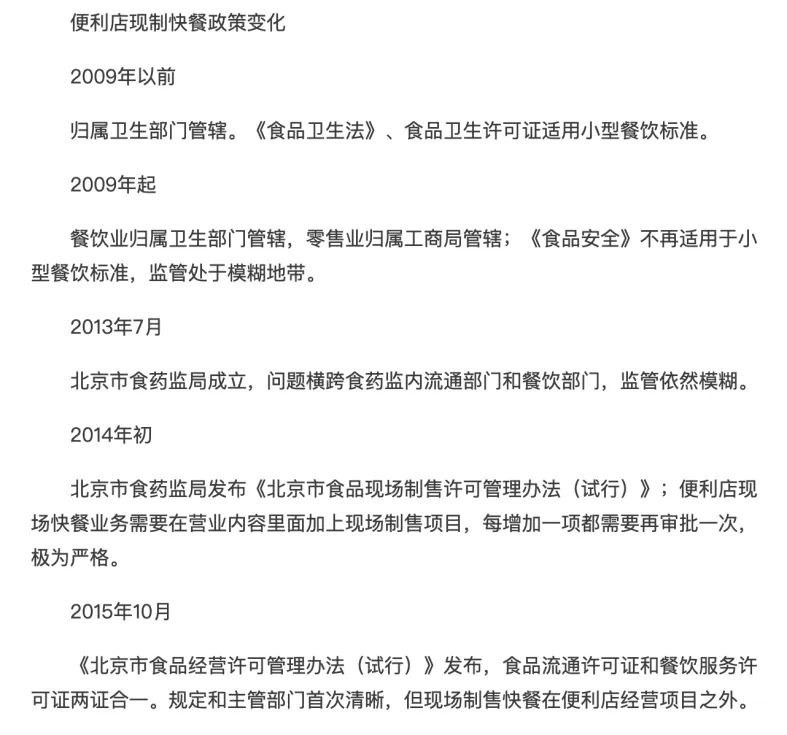 便利店现制快餐政策变化
2009年以前
归属卫生部门管辖。《食品卫生法》、食品卫生许可证适用小型餐饮标准。
2009年起
餐饮业归属卫生部门管辖，零售业归属工商局管辖；《食品安全》不再适用于小
型餐饮标准，监管处于模糊地带。
2013年7月
北京市食药监局成立，问题横跨食药监内流通部门和餐饮部门，监管依然模糊。
2014年初
北京市食药监局发布《北京市食品现场制售许可管理办法（试行）》；便利店现
场快餐业务需要在营业内容里面加上现场制售项目，每增加一项都需要再审批一次，
极为严格。
2015年10月
《北京市食品经营许可管理办法（试行）》发布，食品流通许可证和餐饮服务许
可证两证合一。规定和主管部门首次清晰，但现场制售快餐在便利店经营项目之外。